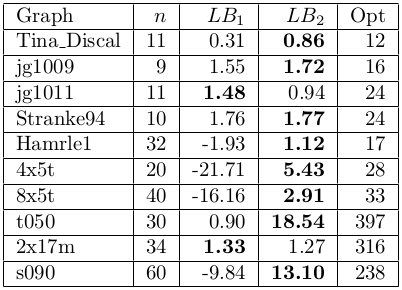 Graph n LB1 LB2 Opt
Tina_Discal 11 0.31 0.86 12
jg1009 9 1.55 1.72 16
jg1011 11 1.48 0.94 24
Stranke94 10 1.76 1.77 24
Hamrle1 32 -1.93 1.12 17
4x5t 20 -21.71 5.43 28
8x5t 40 -16.16 2.91 33
t050 30 0.90 18.54 397
2x17m 34 1.33 1.27 316
s090 60 -9.84 13.10 238